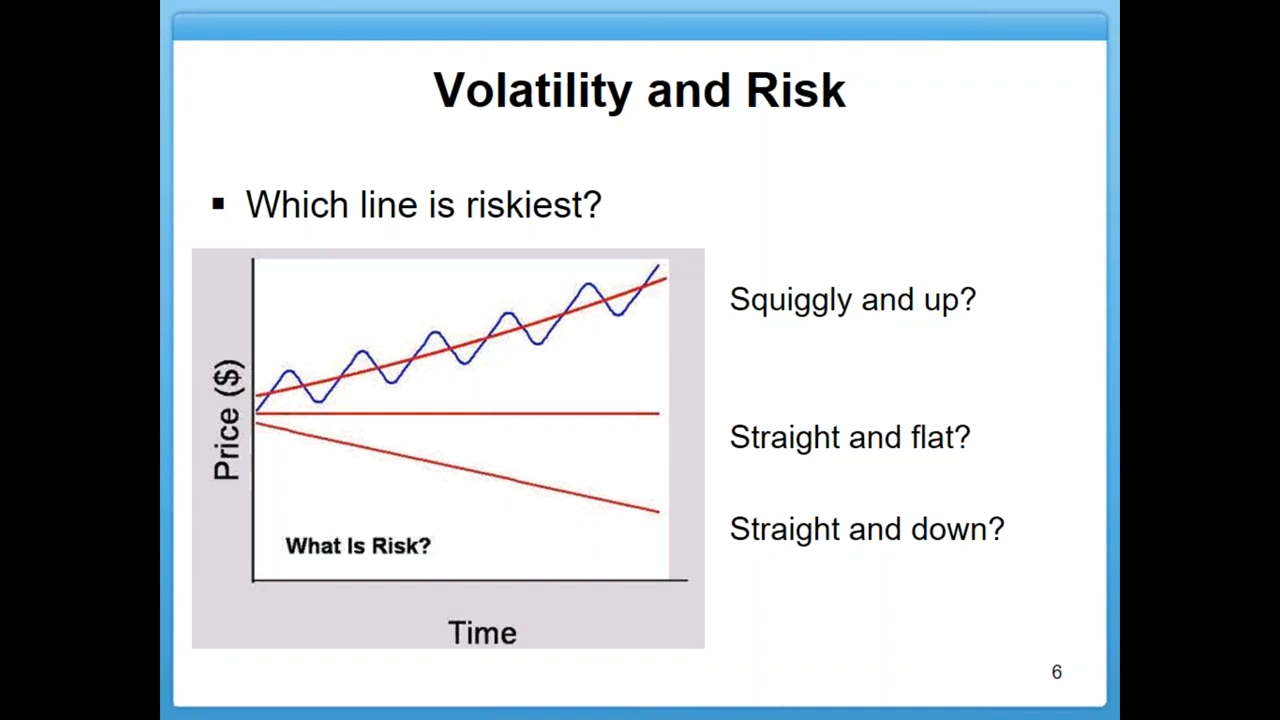 Volatility and Risk
▪ Which line is riskiest?
Squiggly and up?
Straight and flat?
Straight and down?
Price ($)
What Is Risk?
Time
6